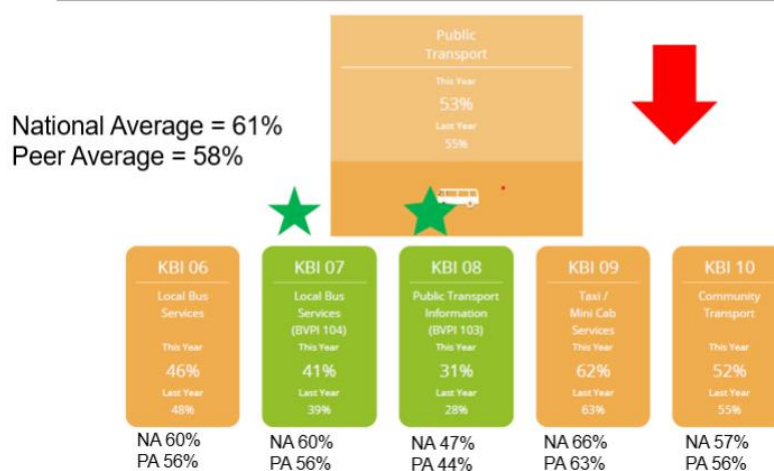 Public
Transport
This Year
53%
Last Year
55%
National Average = 61%
Peer Average = 58%
KBI 06
Local Bus
Services
This Year
46%
Last Year
48%
NA 60%
PA 56%
KBI 07
Local Bus
Services
(BVPI 104)
This Year
41%
Last Year
39%
NA 60%
PA 56%
KBI 08
Public Transport
Information
(BVPI 103)
This Year
31%
Last Year
28%
NA 47%
PA 44%
KBI 09
Taxi /
Mini Cab
Services
This Year
62%
Last Year
63%
NA 66%
PA 63%
KBI 10
Community
Transport
This Year
52%
Last Year
55%
NA 57%
PA 56%